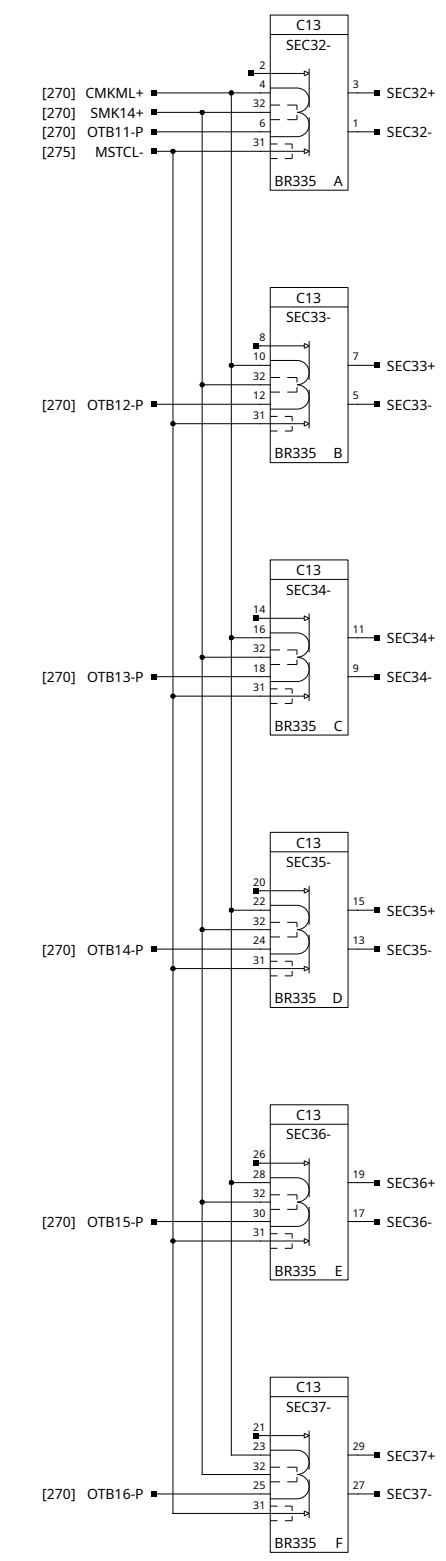 C13
SEC32-
2
[270] CMKML+ 4 3 SEC32+
[270] SMK14+ 32
[270] OTB11-P 6 1 SEC32-
[275] MSTCL- 31
BR335 A
C13
SEC33-
8
10 7 SEC33+
32
[270] OTB12-P 12 5 SEC33-
31
BR335 B
C13
SEC34-
14
16 11 SEC34+
32
[270] OTB13-P 18 9 SEC34-
31
BR335 C
C13
SEC35-
20
22 15 SEC35+
32
[270] OTB14-P 24 13 SEC35-
31
BR335 D
C13
SEC36-
26
28 19 SEC36+
32
[270] OTB15-P 30 17 SEC36-
31
BR335 E
C13
SEC37-
21
23 29 SEC37+
32
[270] OTB16-P 25 27 SEC37-
31
BR335 F